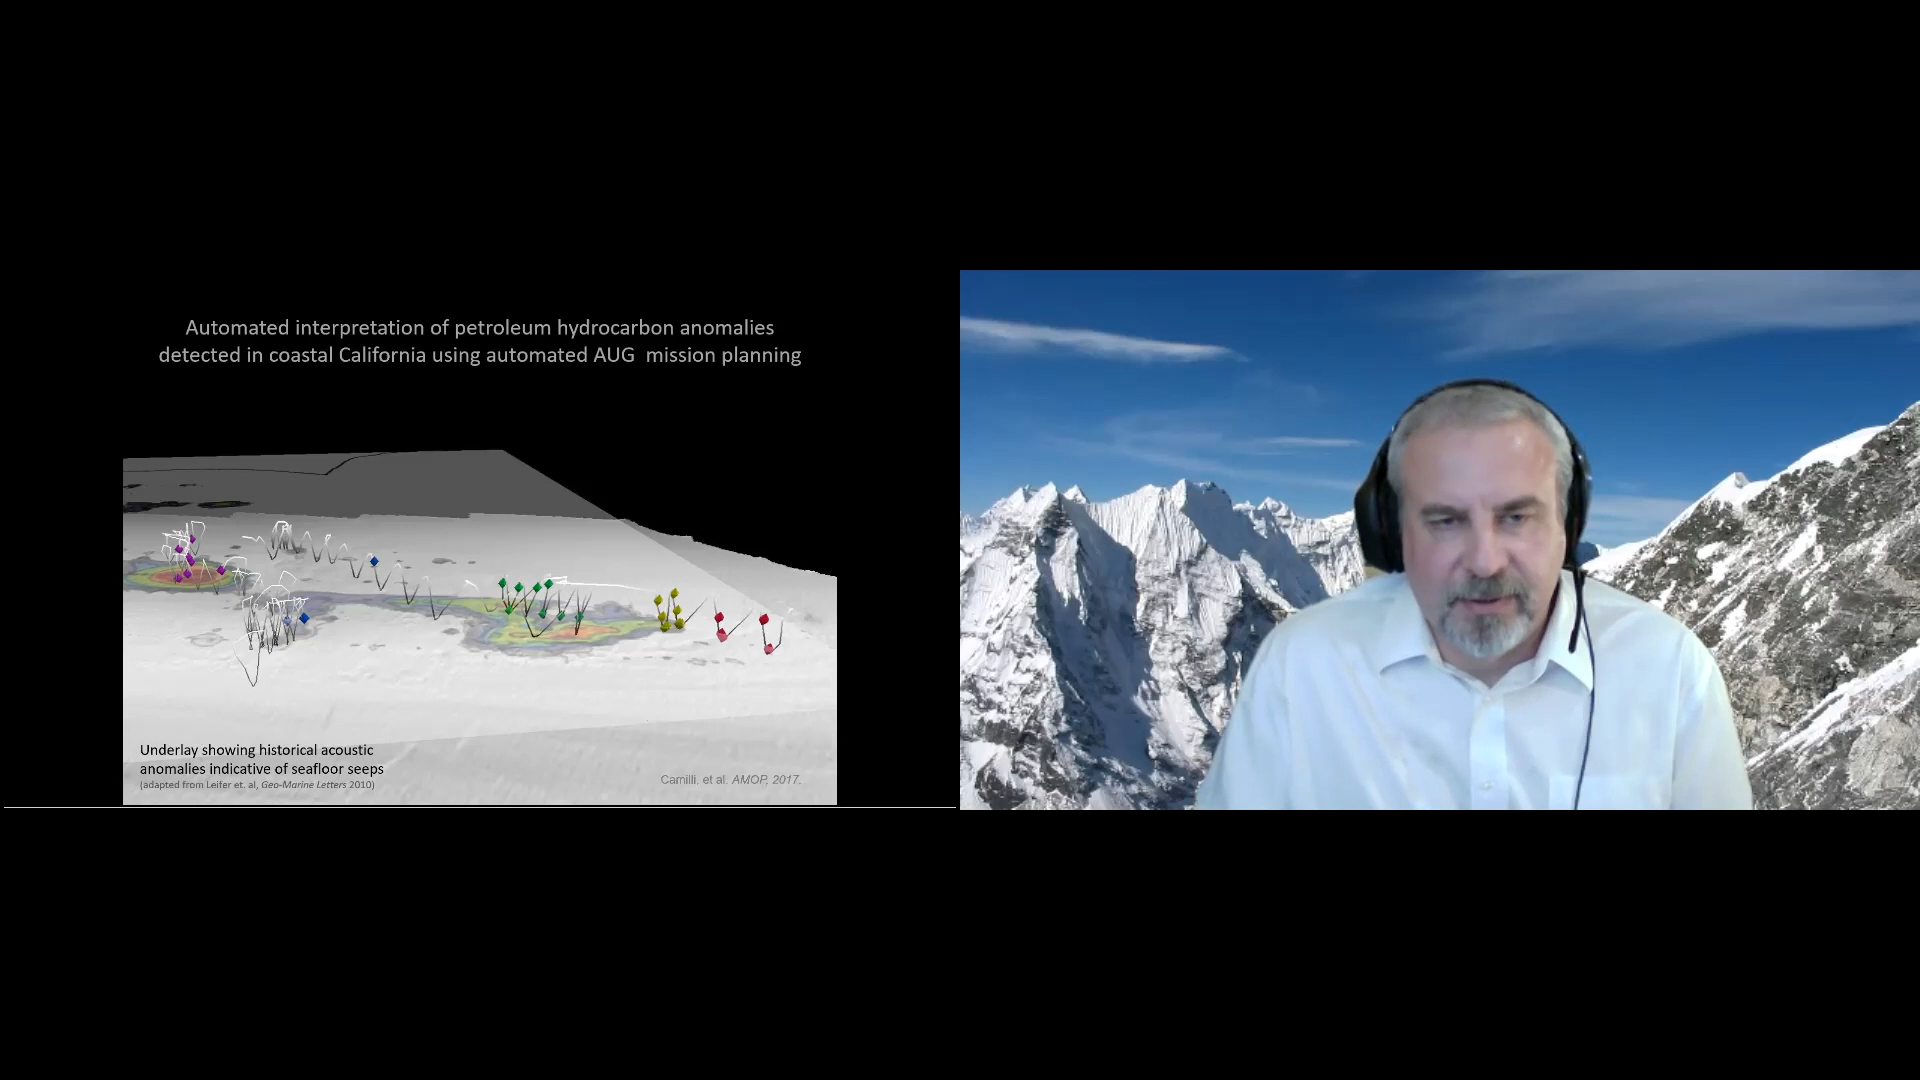 Automated interpretation of petroleum hydrocarbon anomalies
detected in coastal California using automated AUG mission planning
Underlay showing historical acoustic
anomalies indicative of seafloor seeps
(adapted from Leifer et. al, Geo-Marine Letters 2010)
Camilli. et al. AMOP, 2017.